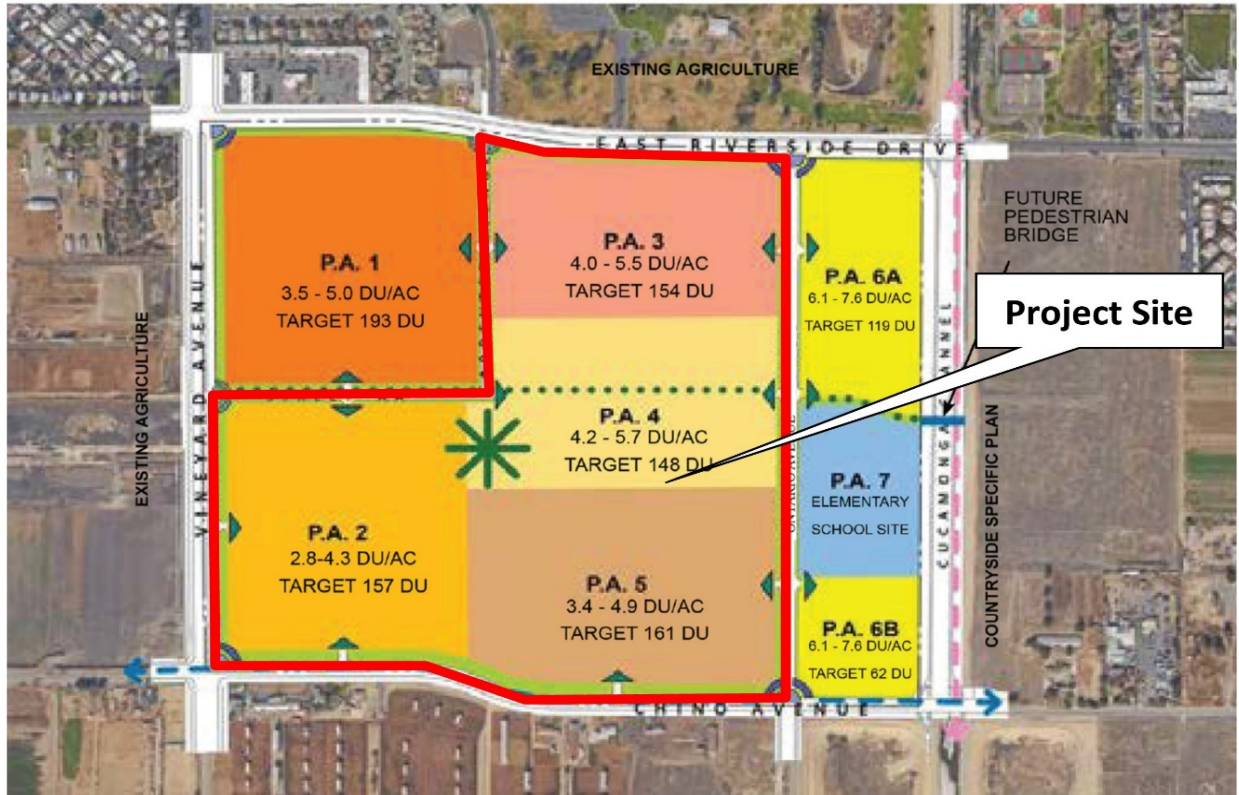 EXISTING AGRICULTURE
EAST RIVERSIDE DRIVE
FUTURE
PEDESTRIAN
BRIDGE
P.A. 1
3.5 - 5.0 DU/AC
TARGET 193 DU
P.A. 3
4.0 - 5.5 DU/AC
TARGET 154 DU
P.A. 6A
6.1 - 7.6 DU/AC
TARGET 119 DU
Project Site
VINEYARD AVENUE
EXISTING AGRICULTURE
P.A. 4
4.2 - 5.7 DU/AC
TARGET 148 DU
P.A. 7
ELEMENTARY
SCHOOL SITE
COUNTRYSIDE SPECIFIC PLAN
P.A. 2
2.8-4.3 DU/AC
TARGET 157 DU
P.A. 5
3.4 - 4.9 DU/AC
TARGET 161 DU
P.A. 6B
6.1 - 7.6 DU/AC
TARGET 62 DU
CHINO AVENUE